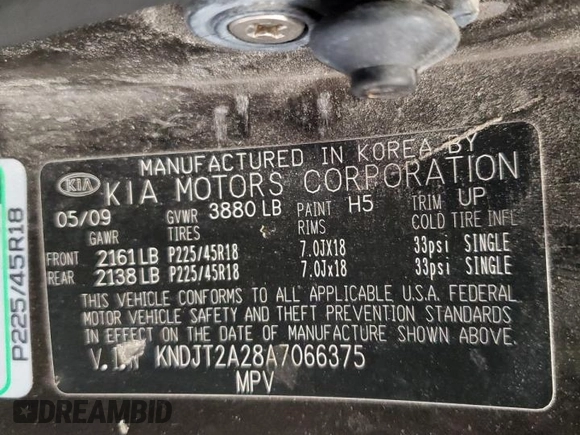 MANUFACTURED IN KOREA BY
KIA KIA MOTORS CORPORATION
05/09 GVWR 3880 LB PAINT H5 TRIM UP
GAWR TIRES RIMS COLD TIRE INFL
FRONT 2161 LB P225/45R18 7.0JX18 33psi SINGLE
REAR 2138 LB P225/45R18 7.0Jx18 33psi SINGLE
THIS VEHICLE CONFORMS TO ALL APPLICABLE U.S.A. FEDERAL
MOTOR VEHICLE SAFETY AND THEFT PREVENTION STANDARDS
IN EFFECT ON THE DATE OF MANUFACTURE SHOWN ABOVE.
V.I.N KNDJT2A28A7066375
MPV
P225/45R18
DREAMBID